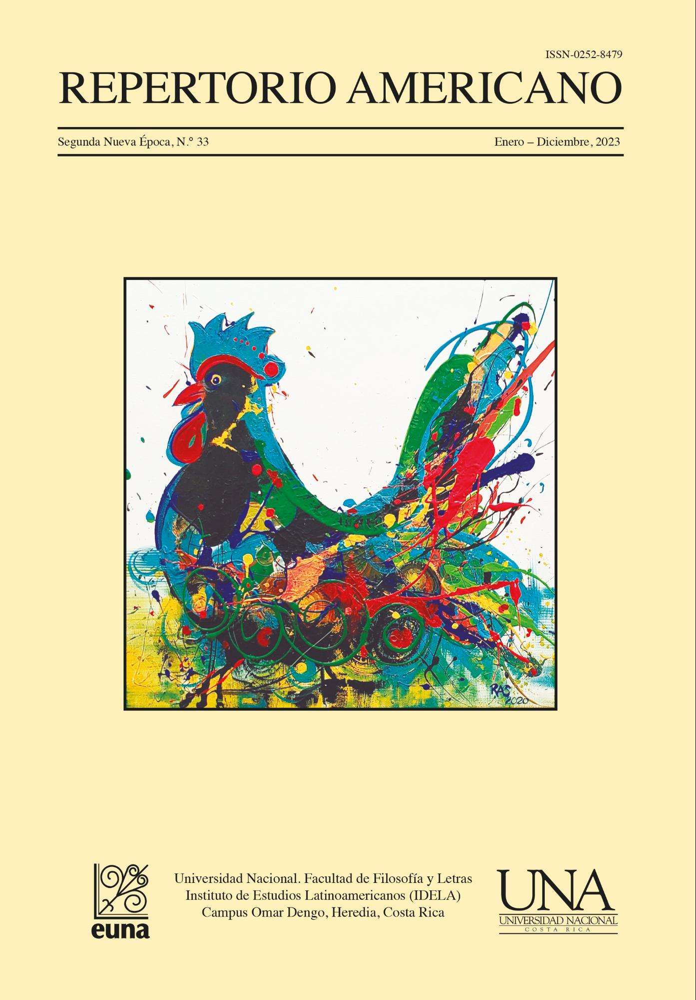 ISSN-0252-8479
REPERTORIO AMERICANO
Segunda Nueva Época, N.° 33
Enero – Diciembre, 2023
RAS
2020
euna
Universidad Nacional. Facultad de Filosofía y Letras
Instituto de Estudios Latinoamericanos (IDELA)
Campus Omar Dengo, Heredia, Costa Rica
UNA
UNIVERSIDAD NACIONAL
COSTA RICA